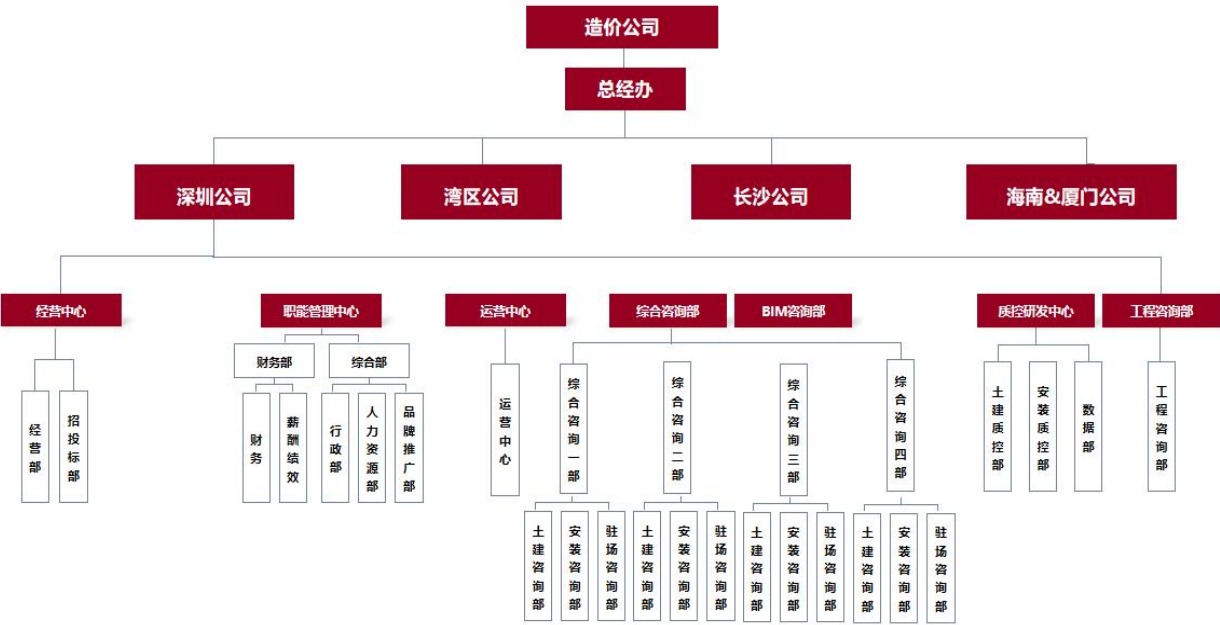 造价公司
总经办
深圳公司
湾区公司
长沙公司
海南&厦门公司
经营中心
职能管理中心
运营中心
综合咨询部
BIM咨询部
质控研发中心
工程咨询部
财务部
综合部
经营部
招投标部
财务
薪酬绩效
行政部
人力资源部
品牌推广部
运营中心
综合咨询一部
综合咨询二部
综合咨询三部
综合咨询四部
土建质控部
安装质控部
数据部
工程咨询部
土建咨询部
安装咨询部
驻场咨询部
土建咨询部
安装咨询部
驻场咨询部
土建咨询部
安装咨询部
驻场咨询部
土建咨询部
安装咨询部
驻场咨询部